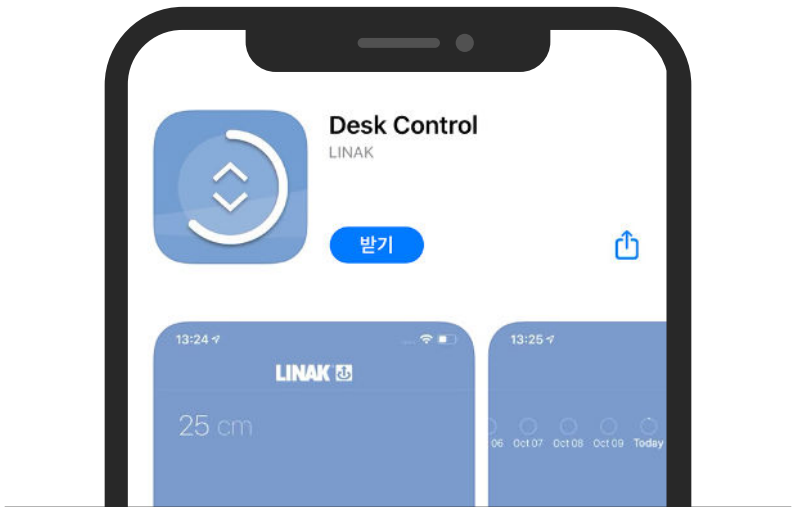 Desk Control
LINAK
받기
13:24
13:25
LINAK
25 cm
06 Oct 07 Oct 08 Oct 09 Today